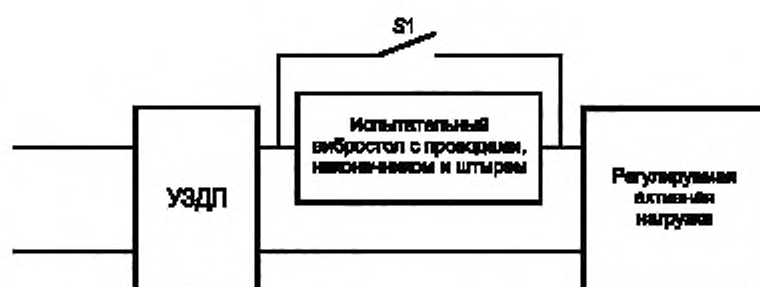 S1
Испытательный
вибростол с проводами,
наконечником и штырем
УЗДП
Регулируемая
активная
нагрузка